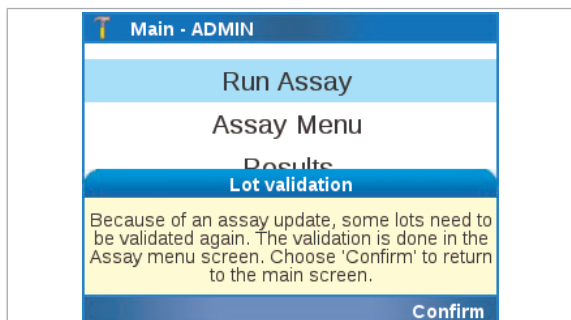 Main - ADMIN
Run Assay
Assay Menu
Results
Lot validation
Because of an assay update, some lots need to
be validated again. The validation is done in the
Assay menu screen. Choose 'Confirm' to return
to the main screen.
Confirm